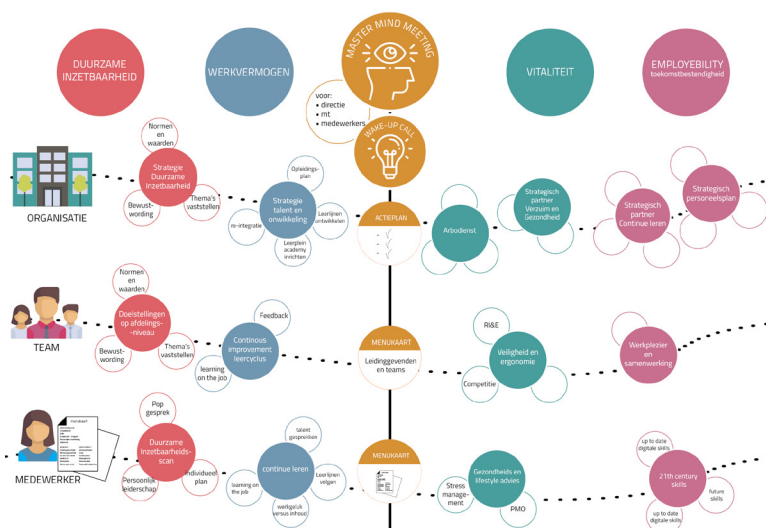 DUURZAME
INZETBAARHEID
WERKVERMOGEN
MASTER MIND MEETING
VITALITEIT
EMPLOYEBILITY
toekomstbestendigheid
voor:
• directie
• mt
• medewerkers
WAKE-UP CALL
ORGANISATIE
Normen
en
waarden
Strategie
Duurzame
Inzetbaarheid
Bewust-
wording
Thema's
vaststellen
Opleidings-
plan
Strategie
talent en
onwikkeling
re-integratie
Leerlijnen
ontwikkelen
Leerplein
academy
inrichten
ACTIEPLAN
Arbodienst
Strategisch
partner
Verzuim en
Gezondheid
Strategisch
partner
Continue leren
Strategisch
personeelsplan
TEAM
Normen
en
waarden
Doeistellingen
op afdelings-
-niveau
Bewust-
wording
Thema's
vaststellen
Feedback
Continous
improvement
leercyclus
learning
on the job
MENUKAART
Leidinggevenden
en teams
RI&E
Veiligheid en
ergonomie
Competitie
Werkplezier
en
samenwerking
MEDEWERKER
Pop
gesprek
Duurzame
Inzetbaarheids-
scan
Persoonlijk
leiderschap
Individueel
plan
talent
gesprekken
continue leren
learning on
the job
Leerlijnen
volgen
werkgeluk
versus inhoud
MENUKAART
Gezondheids en
lifestyle advies
Stress
manage-
ment
PMO
up to date
digitale skills
21th century
skills
future
skills
up to date
digitale skills